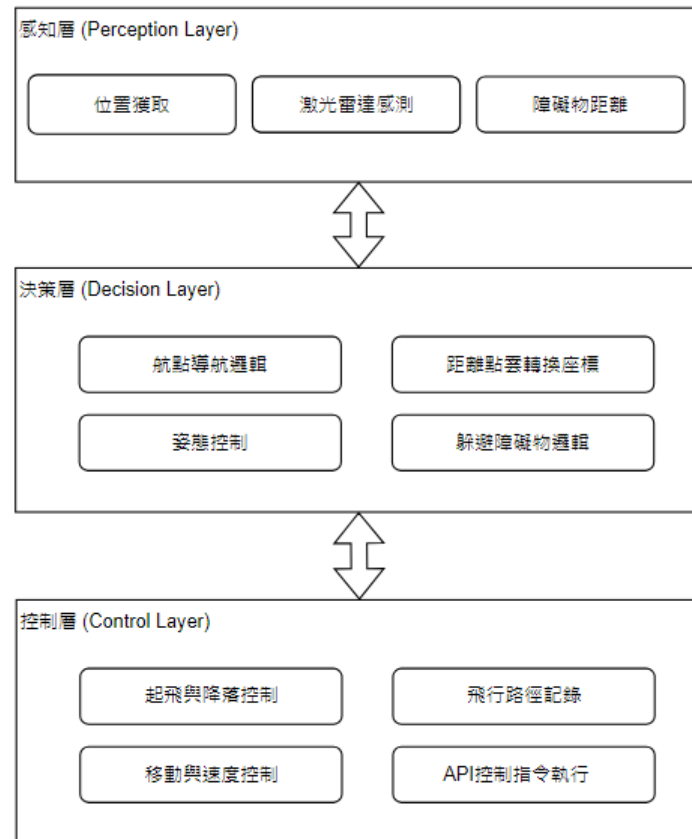 感知層 (Perception Layer)
位置獲取
激光雷達感測
障礙物距離
決策層 (Decision Layer)
航點導航邏輯
距離點雲轉換座標
姿態控制
躲避障礙物邏輯
控制層 (Control Layer)
起飛與降落控制
飛行路徑記錄
移動與速度控制
API控制指令執行